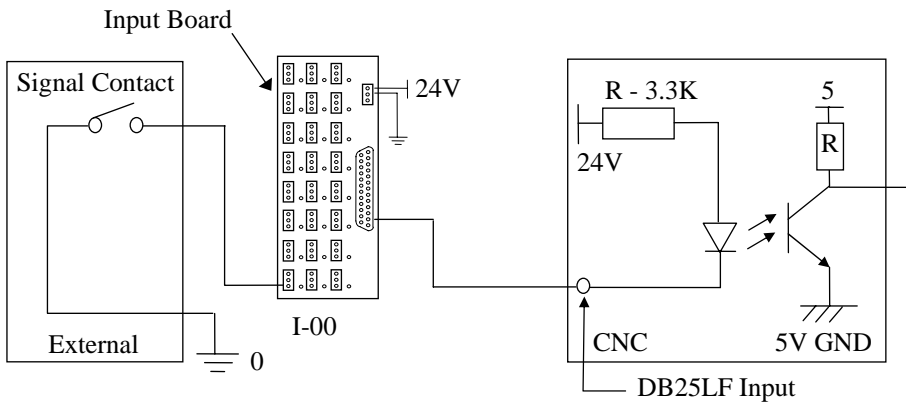 Input Board
Signal Contact
24V
R - 3.3K
5
R
24V
I-00
External
0
CNC
5V GND
DB25LF Input